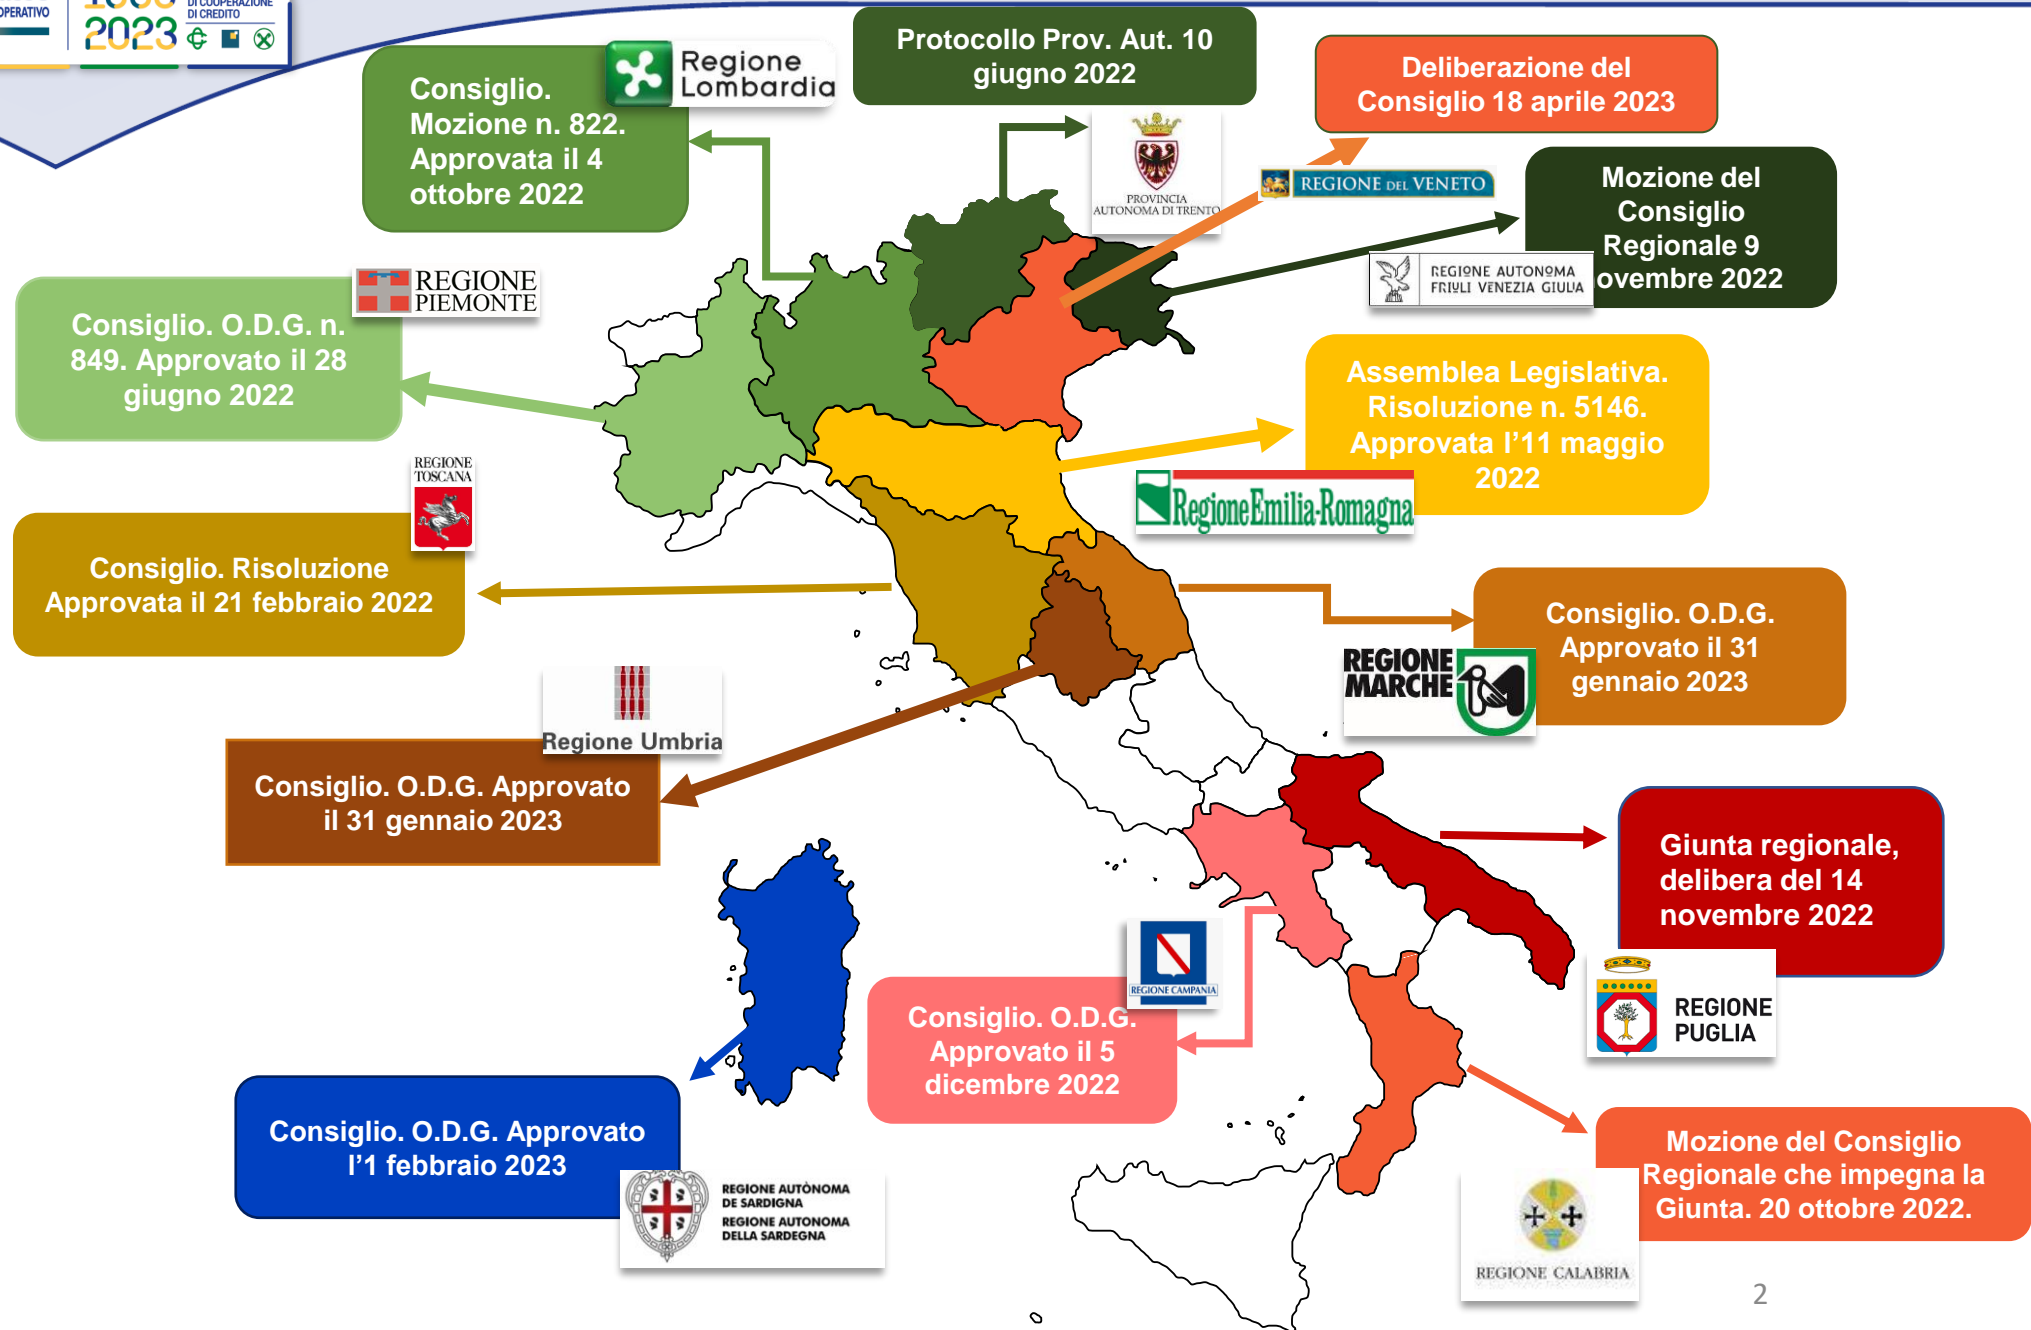 OPERATIVO
DI COOPERAZIONE
DI CREDITO
2023
Consiglio.
Mozione n. 822.
Approvata il 4
ottobre 2022
Regione
Lombardia
Protocollo Prov. Aut. 10
giugno 2022
PROVINCIA
AUTONOMA DI TRENTO
Deliberazione del
Consiglio 18 aprile 2023
REGIONE DEL VENETO
Mozione del
Consiglio
Regionale 9
ovembre 2022
REGIONE AUTONOMA
FRIULI VENEZIA GIULIA
REGIONE
PIEMONTE
Consiglio. O.D.G. n.
849. Approvato il 28
giugno 2022
Assemblea Legislativa.
Risoluzione n. 5146.
Approvata l'11 maggio
2022
RegioneEmilia-Romagna
REGIONE
TOSCANA
Consiglio. Risoluzione
Approvata il 21 febbraio 2022
Consiglio. O.D.G.
Approvato il 31
gennaio 2023
REGIONE
MARCHE
Regione Umbria
Consiglio. O.D.G. Approvato
il 31 gennaio 2023
Giunta regionale,
delibera del 14
novembre 2022
REGIONE
PUGLIA
REGIONE CAMPANIA
Consiglio. O.D.G.
Approvato il 5
dicembre 2022
Consiglio. O.D.G. Approvato
l'1 febbraio 2023
REGIONE AUTÒNOMA
DE SARDIGNA
REGIONE AUTONOMA
DELLA SARDEGNA
Mozione del Consiglio
Regionale che impegna la
Giunta. 20 ottobre 2022.
REGIONE CALABRIA
2